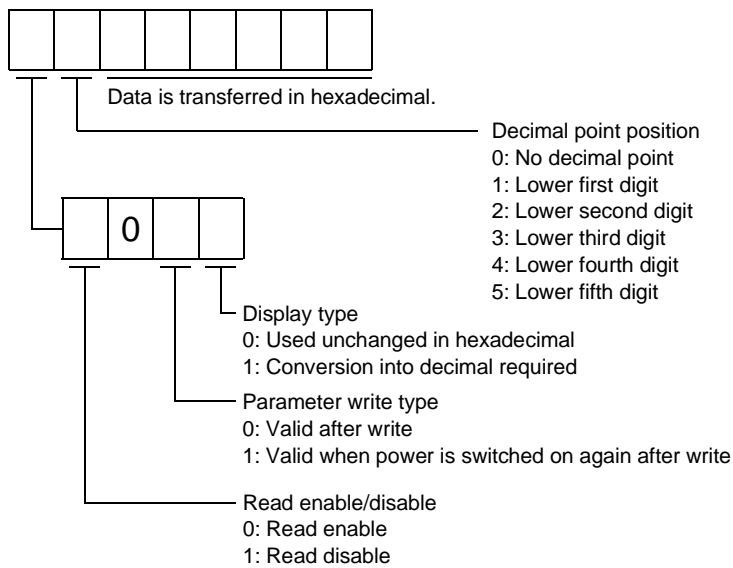 Data is transferred in hexadecimal.
Decimal point position
0: No decimal point
1: Lower first digit
2: Lower second digit
3: Lower third digit
4: Lower fourth digit
5: Lower fifth digit
0
Display type
0: Used unchanged in hexadecimal
1: Conversion into decimal required
Parameter write type
0: Valid after write
1: Valid when power is switched on again after write
Read enable/disable
0: Read enable
1: Read disable